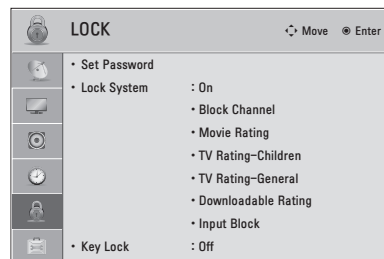 LOCK Move Enter
• Set Password
• Lock System : On
• Block Channel
• Movie Rating
• TV Rating-Children
• TV Rating-General
• Downloadable Rating
• Input Block
• Key Lock : Off